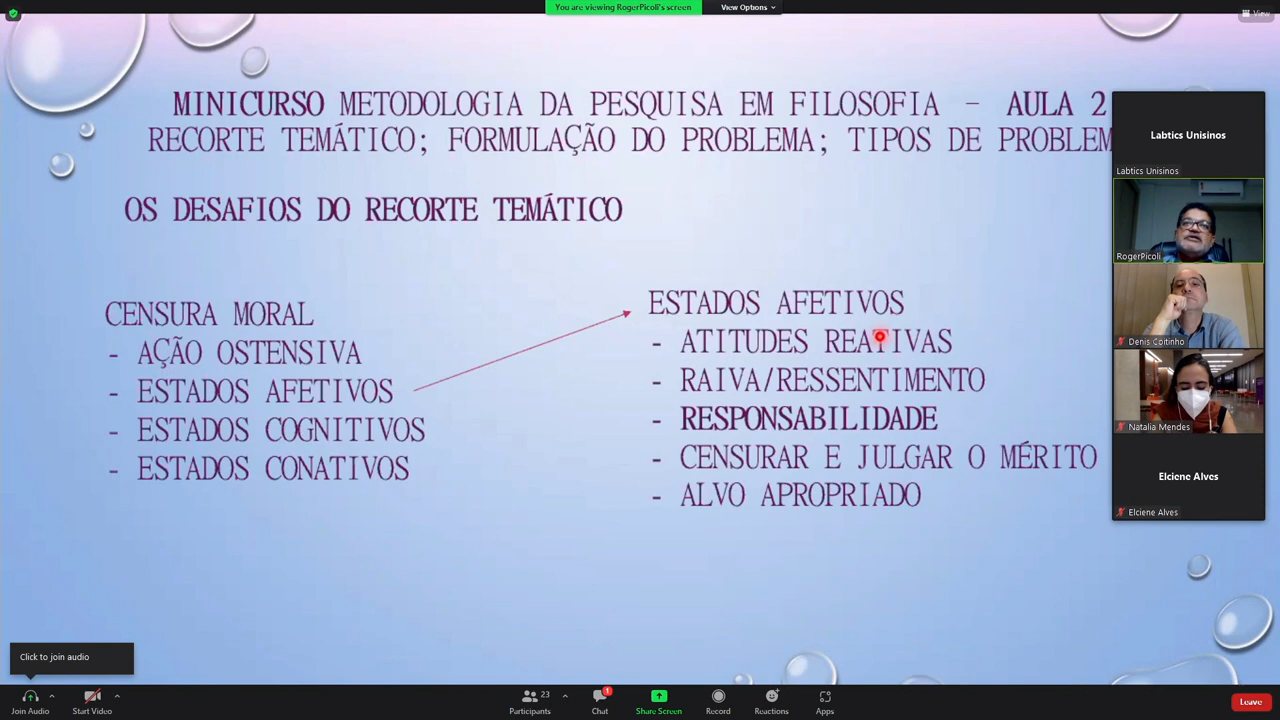 You are viewing RogerPicoli's screen
View Options
View
MINICURSO METODOLOGIA DA PESQUISA EM FILOSOFIA – AULA 2
RECORTE TEMÁTICO; FORMULAÇÃO DO PROBLEMA; TIPOS DE PROBLEM
OS DESAFIOS DO RECORTE TEMÁTICO
CENSURA MORAL
- AÇÃO OSTENSIVA
- ESTADOS AFETIVOS
- ESTADOS COGNITIVOS
- ESTADOS CONATIVOS
ESTADOS AFETIVOS
- ATITUDES REATIVAS
- RAIVA/RESSENTIMENTO
- RESPONSABILIDADE
- CENSURAR E JULGAR O MÉRITO
- ALVO APROPRIADO
Labtics Unisinos
Labtics Unisinos
RogerPicoli
Denis Coitinho
Natalia Mendes
Elciene Alves
Elciene Alves
Click to join audio
Join Audio
Start Video
Participants
23
Chat
1
Share Screen
Record
Reactions
Apps
Leave